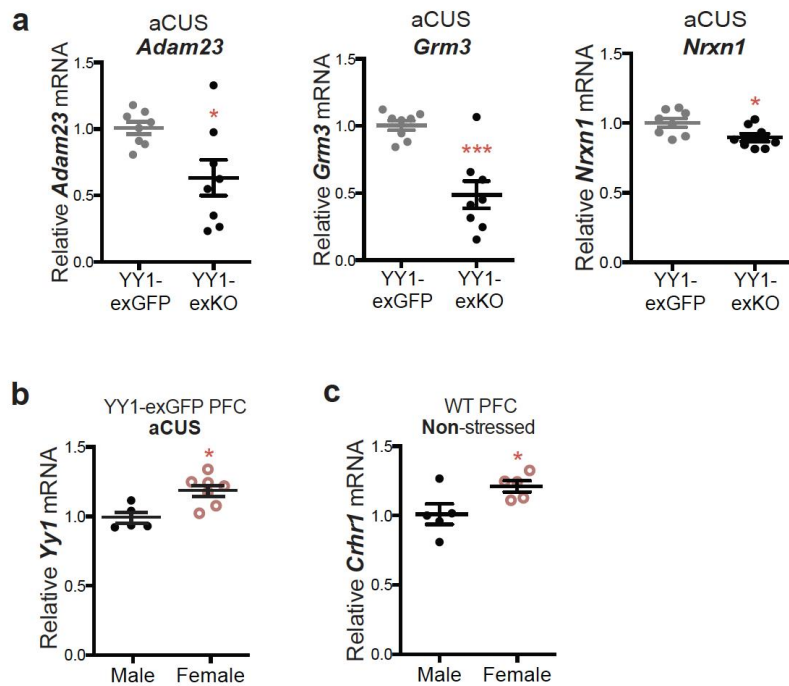 a
aCUS
Adam23
Relative Adam23 mRNA
1.5
1.0
0.5
0.0
*
YY1-
exGFP
YY1-
exKO
aCUS
Grm3
Relative Grm3 mRNA
1.5
1.0
0.5
0.0
***
YY1-
exGFP
YY1-
exKO
aCUS
Nrxn1
Relative Nrxn1 mRNA
1.5
1.0
0.5
0.0
*
YY1-
exGFP
YY1-
exKO
b
YY1-exGFP PFC
aCUS
Relative Yy1 mRNA
1.5
1.0
0.5
0.0
*
Male
Female
c
WT PFC
Non-stressed
Relative Crhr1 mRNA
1.5
1.0
0.5
0.0
*
Male
Female